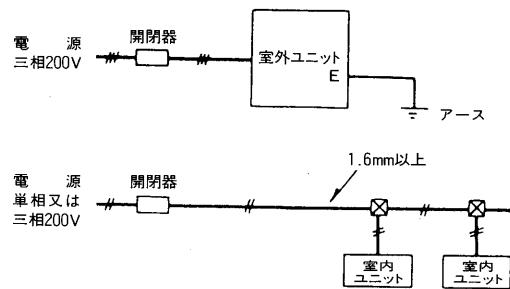 電　源
三相200V
開閉器
室外ユニット
E
アース
1.6mm以上
電　源
単相又は
三相200V
開閉器
室内
ユニット
室内
ユニット